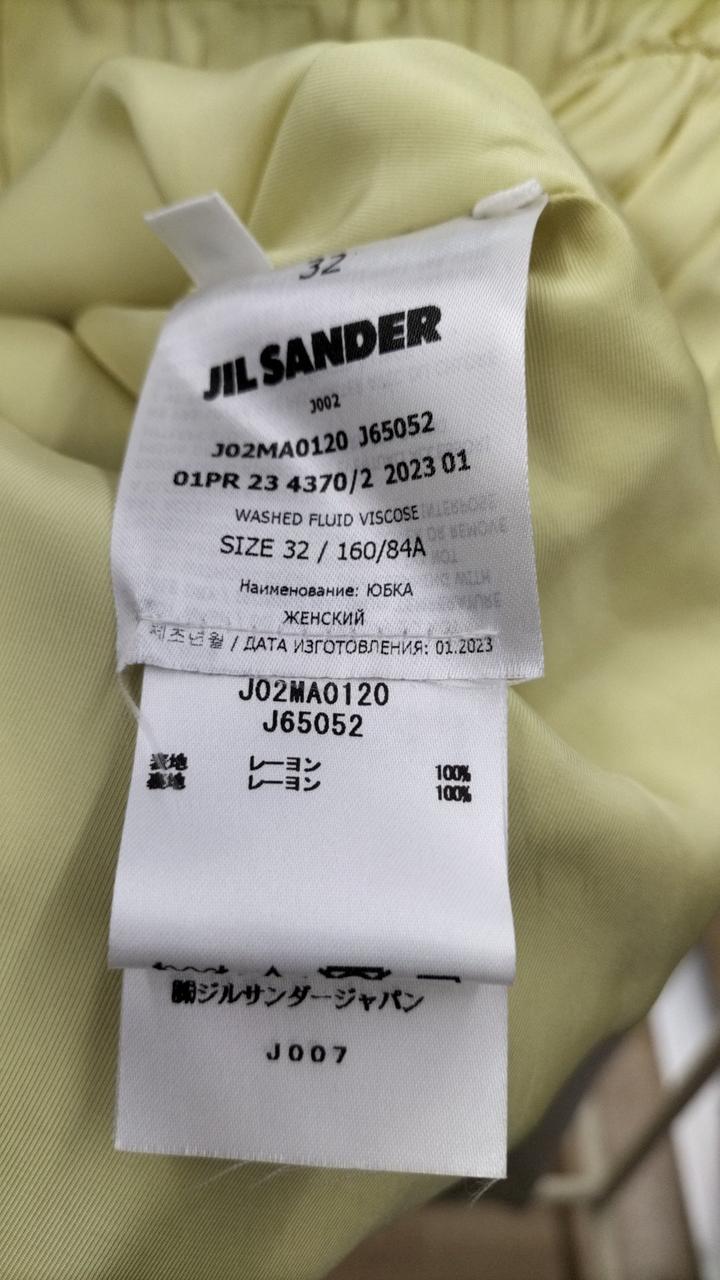 32
JIL SANDER
J002
J02MA0120 J65052
01PR 23 4370/2 2023 01
WASHED FLUID VISCOSE
SIZE 32 / 160/84A
Наименование: ЮБКА
ЖЕНСКИЙ
제조년월 / ДАТА ИЗГОТОВЛЕНИЯ: 01.2023
J02MA0120
J65052
表地 レーヨン 100%
裏地 レーヨン 100%
㈱ジルサンダージャパン
J007